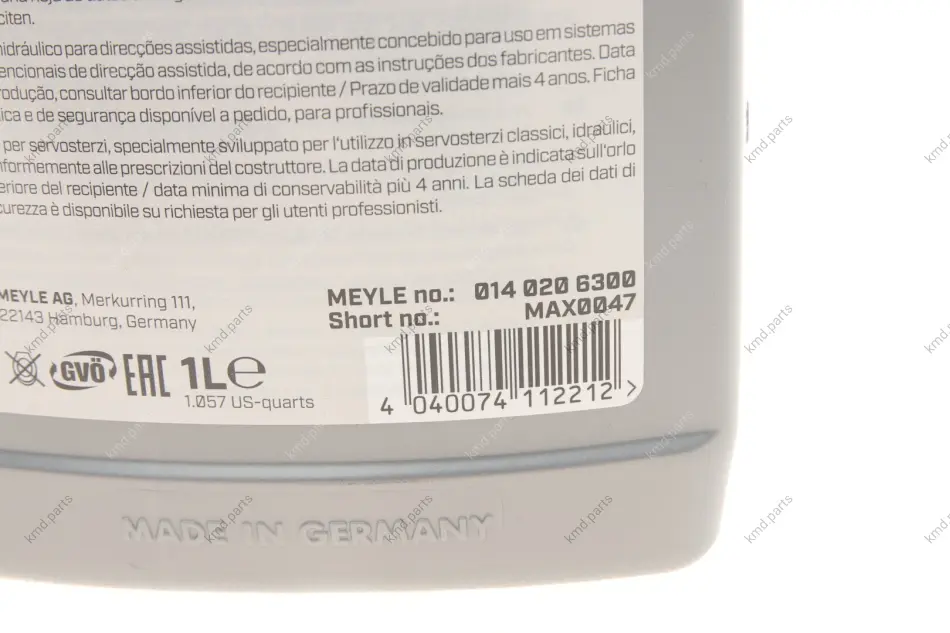 citen.
hidráulico para direcções assistidas, especialmente concebido para uso em sistemas
encionais de direcção assistida, de acordo com as instruções dos fabricantes. Data
rodução, consultar bordo inferior do recipiente / Prazo de validade mais 4 anos. Ficha
ica e de segurança disponível a pedido, para profissionais.
per servosterzi, specialmente sviluppato per l'utilizzo in servosterzi classici, idraulici,
nformemente alle prescrizioni del costruttore. La data di produzione è indicata sull'orlo
eriore del recipiente / data minima di conservabilità più 4 anni. La scheda dei dati di
curezza è disponibile su richiesta per gli utenti professionisti.
MEYLE AG, Merkurring 111,
22143 Hamburg, Germany
MEYLE no.: 014 020 6300
Short no.: MAX0047
GVÖ EAC 1L℮
1.057 US-quarts
4 040074 112212 >
MADE IN GERMANY
kmd.parts